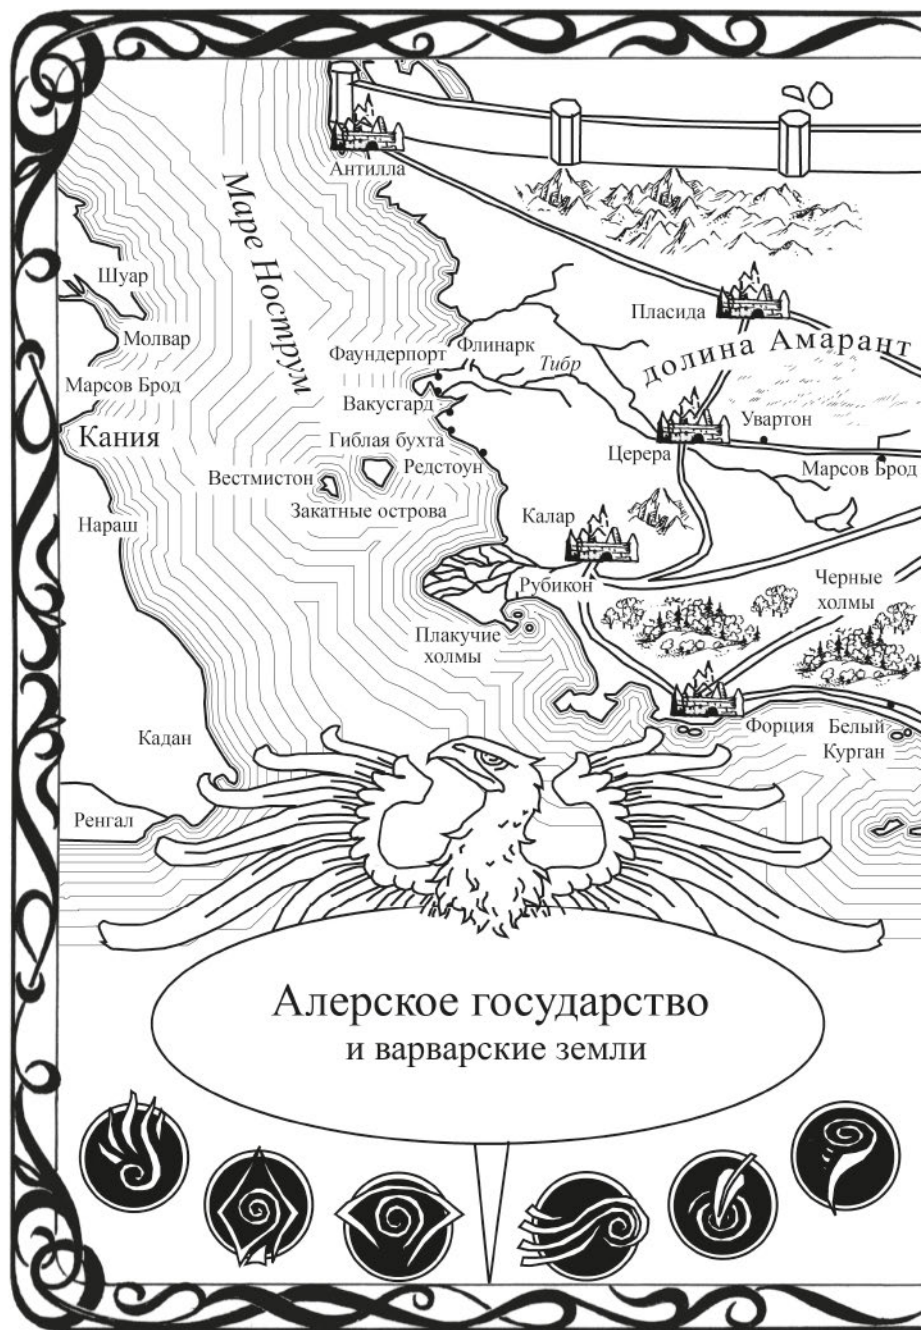 Антилла
Маре Нострум
Шуар
Молвар
Марсов Брод
Кания
Нараш
Кадан
Ренгал
Фаундерпорт
Флинарк
Тибр
Вакусгард
Гиблая бухта
Редстоун
Вестмистон
Закатные острова
Пласида
долина Амарант
Увартон
Церера
Марсов Брод
Калар
Рубикон
Плакучие
холмы
Черные
холмы
Форция
Белый
Курган
Алерское государство
и варварские земли